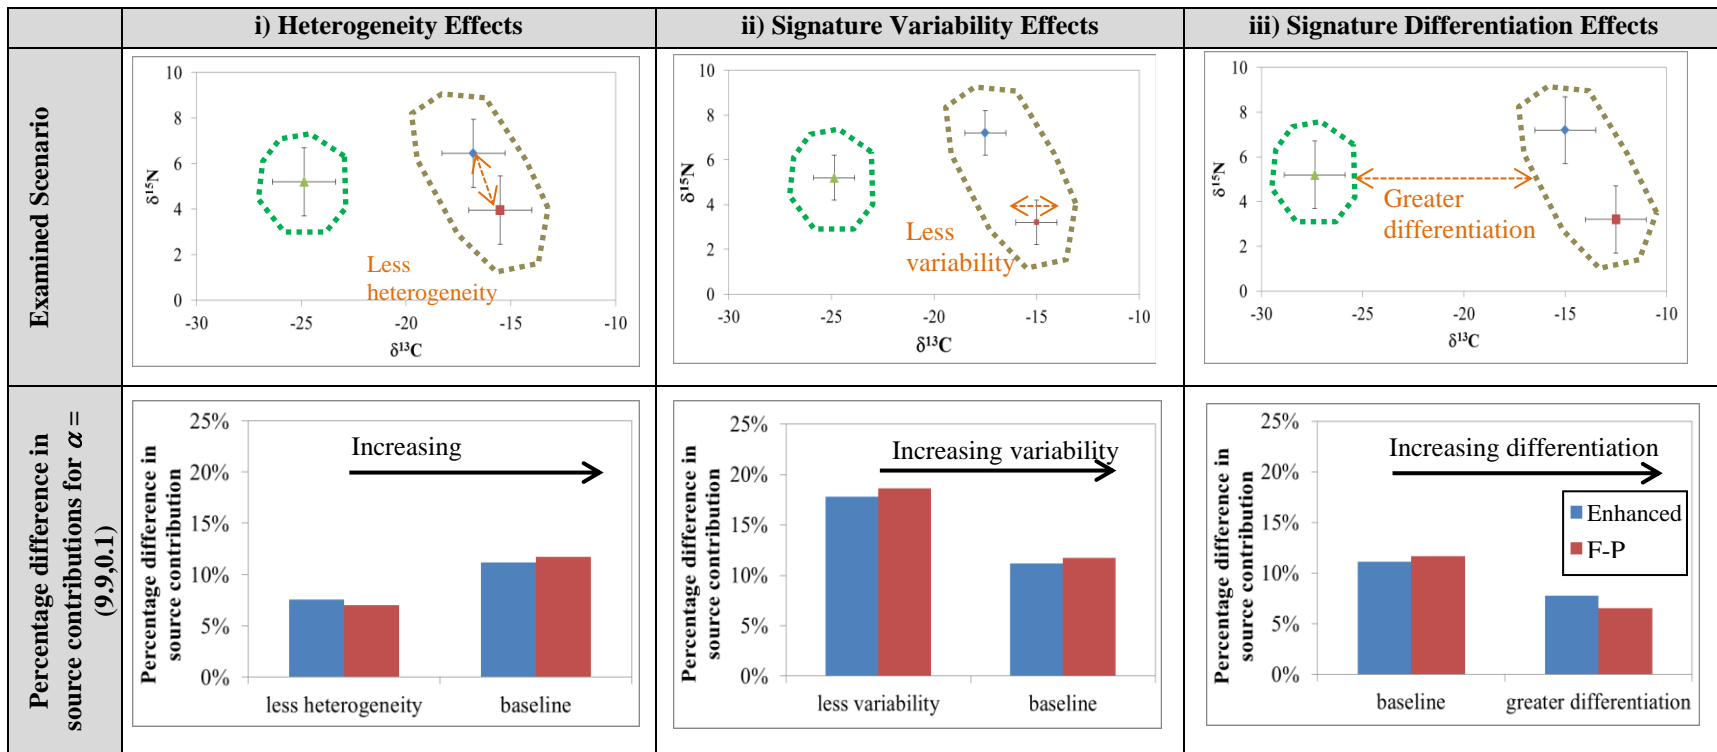 i) Heterogeneity Effects
ii) Signature Variability Effects
iii) Signature Differentiation Effects
Examined Scenario
10
8
6
4
2
0
δ¹⁵N
-30
-25
-20
-15
-10
δ¹³C
Less
heterogeneity
10
8
6
4
2
0
δ¹⁵N
-30
-25
-20
-15
-10
δ¹³C
Less
variability
10
8
6
4
2
0
δ¹⁵N
-30
-25
-20
-15
-10
δ¹³C
Greater
differentiation
Percentage difference in
source contributions for α =
(9.9,0.1)
Percentage difference in
source contribution
25%
20%
15%
10%
5%
0%
Increasing
less heterogeneity
baseline
Percentage difference in
source contribution
25%
20%
15%
10%
5%
0%
Increasing variability
less variability
baseline
Percentage difference in
source contribution
25%
20%
15%
10%
5%
0%
Increasing differentiation
Enhanced
F-P
baseline
greater differentiation